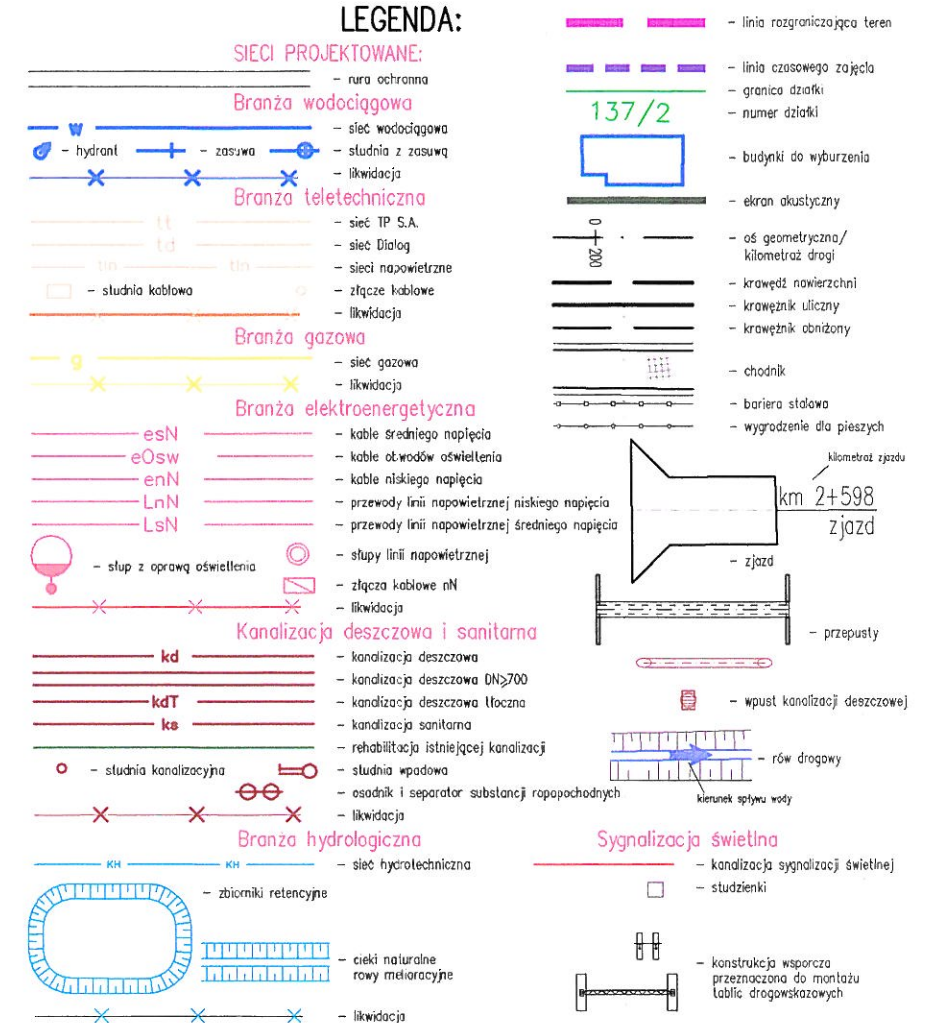 LEGENDA:
SIECI PROJEKTOWANE:
– rura ochronna
Branża wodociągowa
w – sieć wodociągowa
– hydrant – zasuwa – studnia z zasuwą
– likwidacja
Branża teletechniczna
tt – sieć TP S.A.
td – sieć Dialog
tln tln – sieci napowietrzne
– studnia kablowa – złącze kablowe
– likwidacja
Branża gazowa
g – sieć gazowa
– likwidacja
Branża elektroenergetyczna
esN – kable średniego napięcia
eOsw – kable obwodów oświetlenia
enN – kable niskiego napięcia
LnN – przewody linii napowietrznej niskiego napięcia
LsN – przewody linii napowietrznej średniego napięcia
– słup z oprawą oświetlenia – słupy linii napowietrznej
– złącza kablowe nN
– likwidacja
Kanalizacja deszczowa i sanitarna
kd – kanalizacja deszczowa
– kanalizacja deszczowa DN≥700
kdT – kanalizacja deszczowa tłoczna
ks – kanalizacja sanitarna
– rehabilitacja istniejącej kanalizacji
– studnia kanalizacyjna – studnia wpadowa
– osadnik i separator substancji ropopochodnych
– likwidacja
Branża hydrologiczna
KH KH – sieć hydrotechniczna
– zbiorniki retencyjne
– cieki naturalne
rowy melioracyjne
– likwidacja
– linia rozgraniczająca teren
– linia czasowego zajęcia
– granica działki
137/2 – numer działki
– budynki do wyburzenia
– ekran akustyczny
0+200 – oś geometryczna/
kilometraż drogi
– krawędź nawierzchni
– krawężnik uliczny
– krawężnik obniżony
– chodnik
– bariera stalowa
– wygrodzenie dla pieszych
kilometraż zjazdu
km 2+598
zjazd
– zjazd
– przepusty
– wpust kanalizacji deszczowej
– rów drogowy
kierunek spływu wody
Sygnalizacja świetlna
– kanalizacja sygnalizacji świetlnej
– studzienki
– konstrukcja wsporcza
przeznaczona do montażu
tablic drogowskazowych